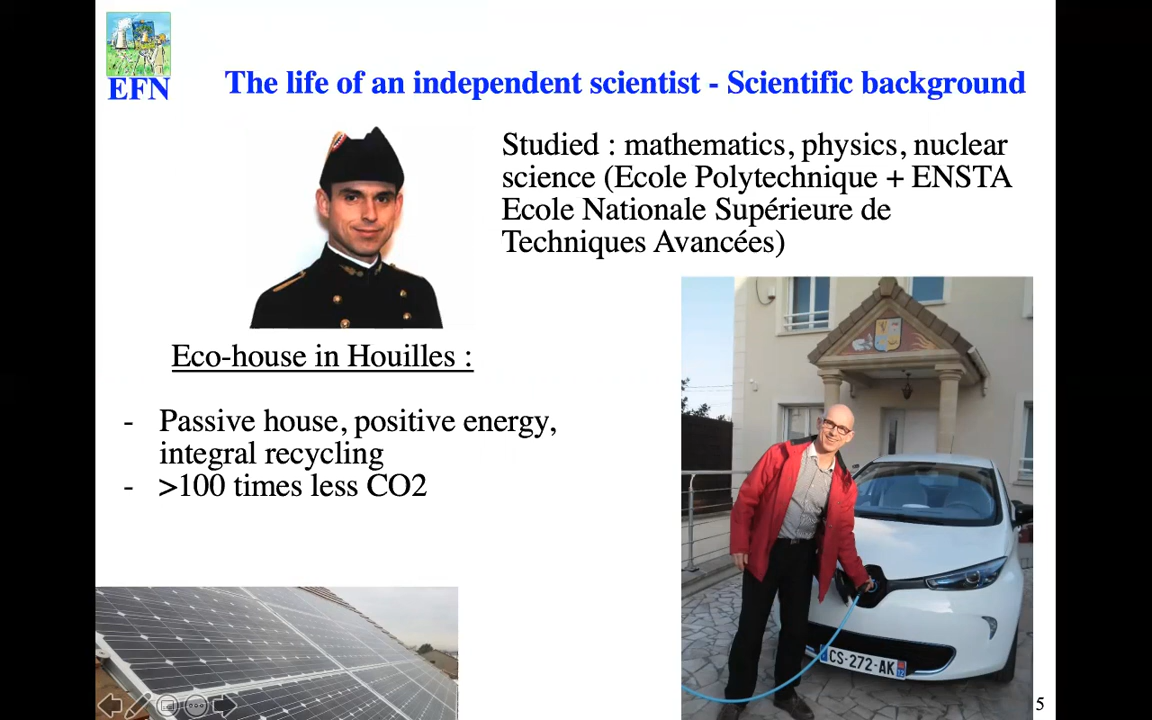 EFN
The life of an independent scientist - Scientific background
Studied : mathematics, physics, nuclear
science (Ecole Polytechnique + ENSTA
Ecole Nationale Supérieure de
Techniques Avancées)
Eco-house in Houilles :
- Passive house, positive energy,
integral recycling
- >100 times less CO2
CS-272-AK
5